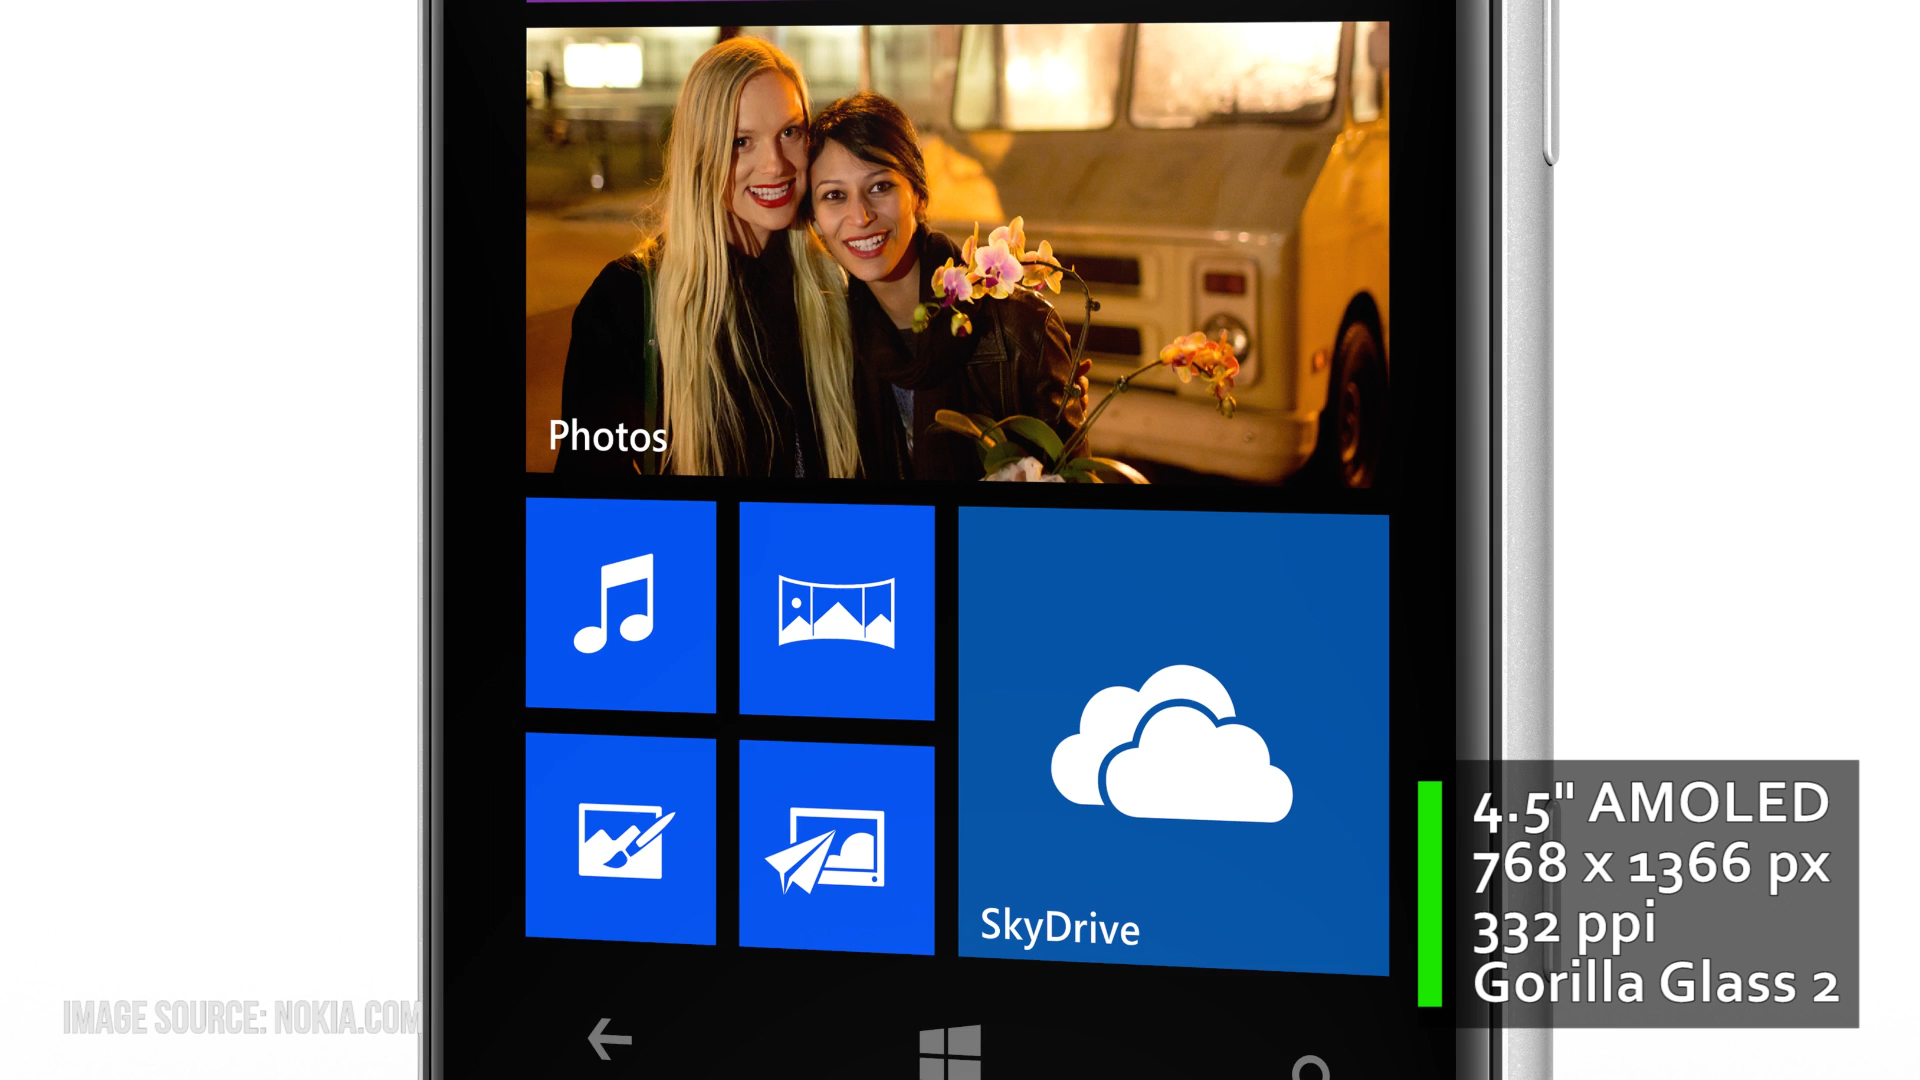 Photos
SkyDrive
4.5" AMOLED
768 x 1366 px
332 ppi
Gorilla Glass 2
IMAGE SOURCE: NOKIA.COM